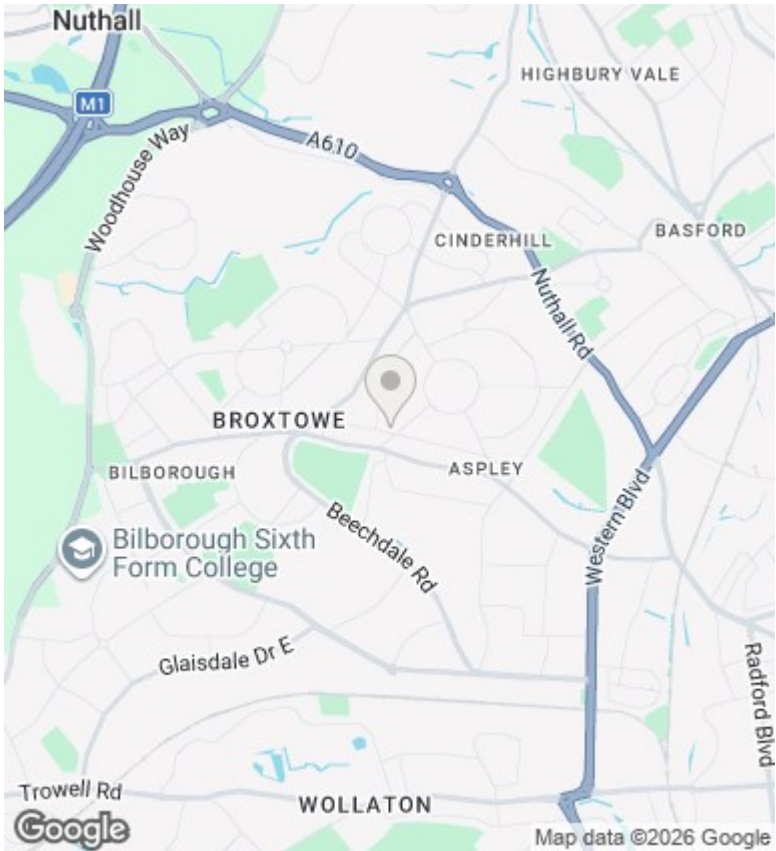 Nuthall
HIGHBURY VALE
M1
A610
Woodhouse Way
BASFORD
CINDERHILL
Nuthall Rd
BROXTOWE
ASPLEY
BILBOROUGH
Western Blvd
Beechdale Rd
Bilborough Sixth
Form College
Glaisdale Dr E
Radford Blvd
Trowell Rd
WOLLATON
Google
Map data ©2026 Google